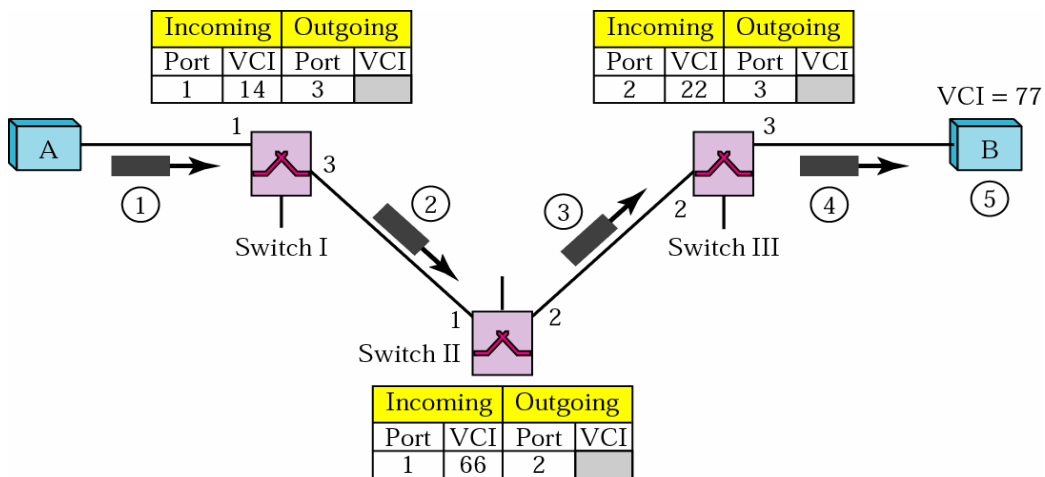 Incoming Outgoing
Port VCI Port VCI
1 14 3
Incoming Outgoing
Port VCI Port VCI
2 22 3
VCI = 77
A
1
3
1
Switch I
2
3
2
3
Switch III
4
B
5
1
2
Switch II
Incoming Outgoing
Port VCI Port VCI
1 66 2